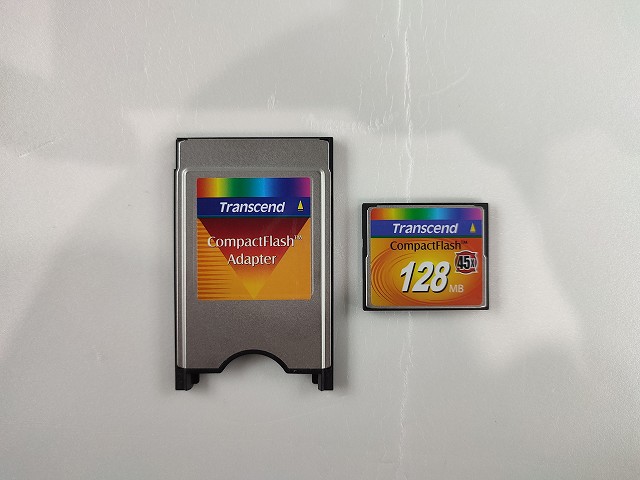 Transcend
CompactFlash™
Adapter
Transcend
CompactFlash™
45x
128 MB